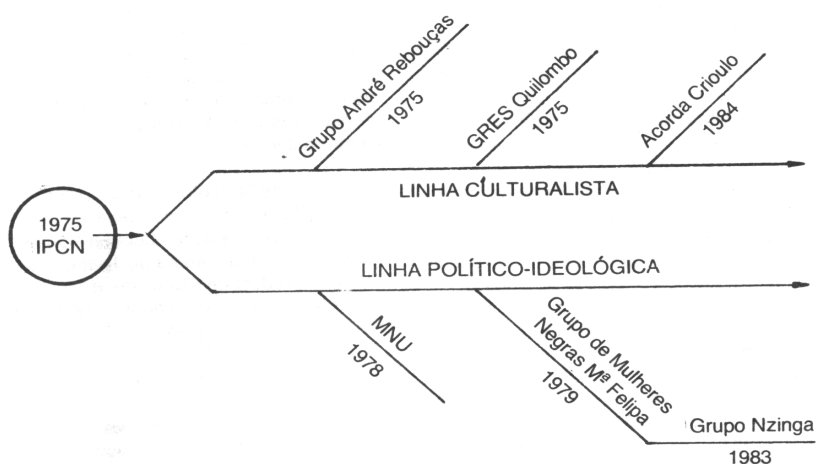 Grupo André Rebouças
1975
GRES Quilombo
1975
Acorda Crioulo
1984
LINHA CULTURALISTA
1975
IPCN
LINHA POLÍTICO-IDEOLÓGICA
MNU
1978
Grupo de Mulheres
Negras Mª Felipa
1979
Grupo Nzinga
1983